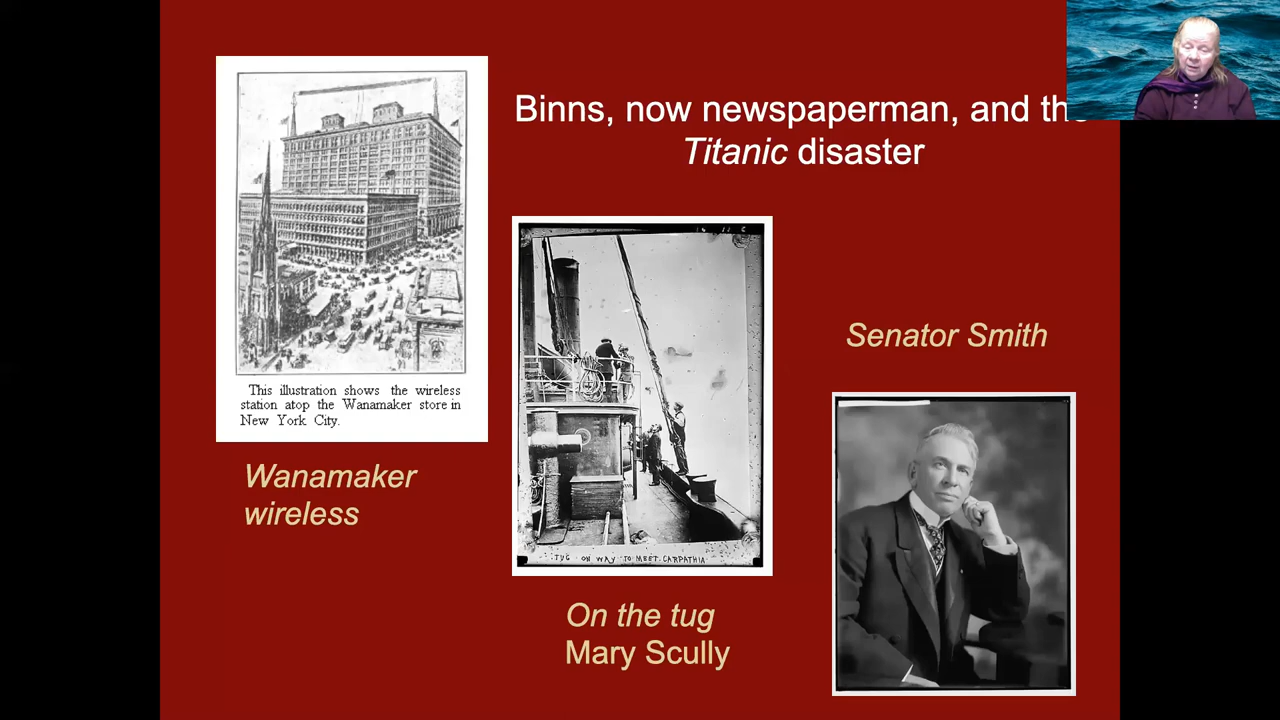 Binns, now newspaperman, and th
Titanic disaster
This illustration shows the wireless
station atop the Wanamaker store in
New York City.
Wanamaker
wireless
TUG ON WAY TO MEET CARPATHIA
On the tug
Mary Scully
Senator Smith